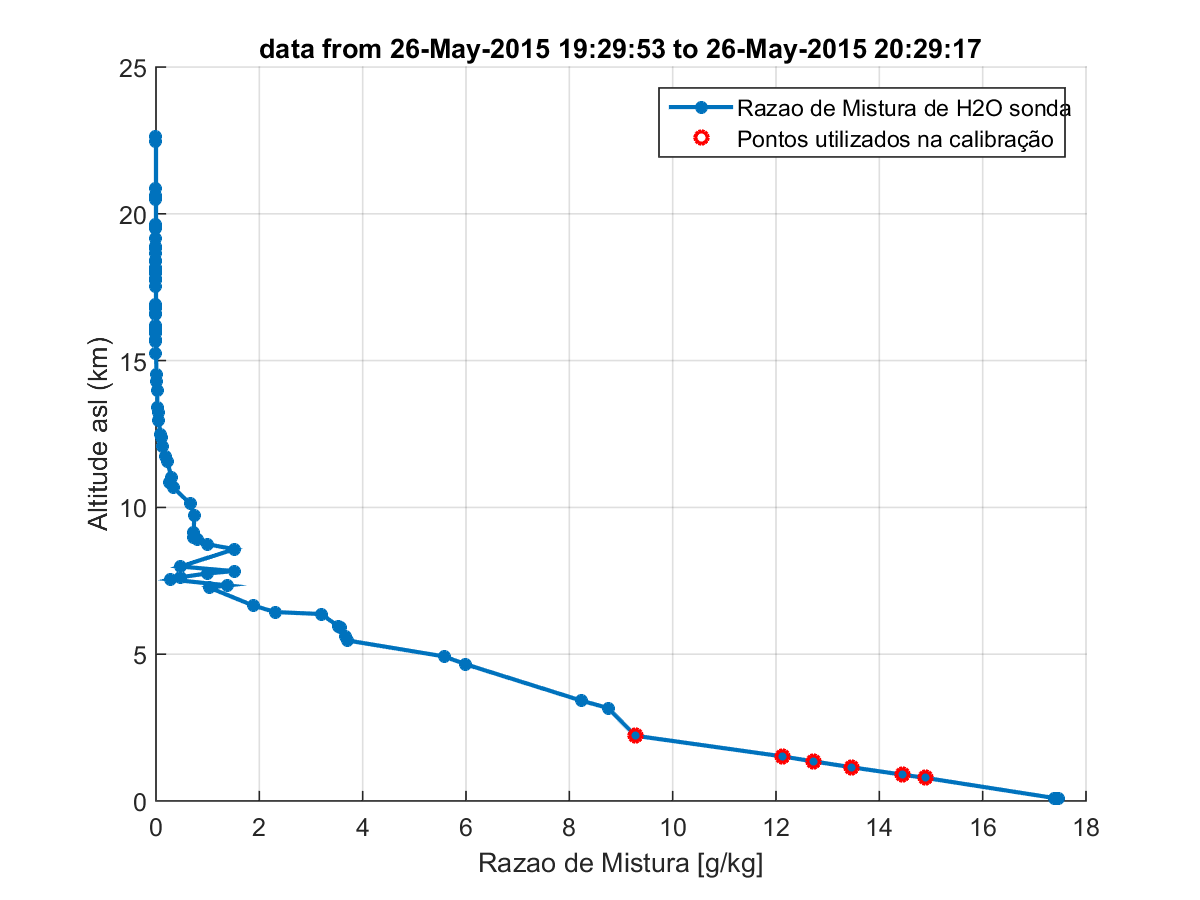 data from 26-May-2015 19:29:53 to 26-May-2015 20:29:17
Razao de Mistura de H2O sonda
Pontos utilizados na calibração
25
20
15
10
5
0
Altitude asl (km)
0 2 4 6 8 10 12 14 16 18
Razao de Mistura [g/kg]